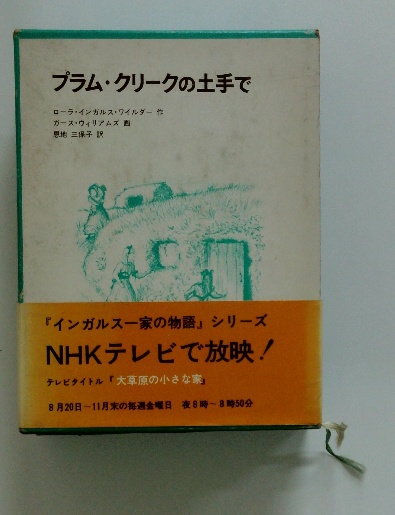 プラム・クリークの土手で
ローラ・インガルス・ワイルダー 作
ガース・ウィリアムズ 画
恩地 三保子 訳
『インガルス一家の物語』シリーズ
NHKテレビで放映!
テレビタイトル『大草原の小さな家』
8月20日~11月末の毎週金曜日 夜8時~8時50分